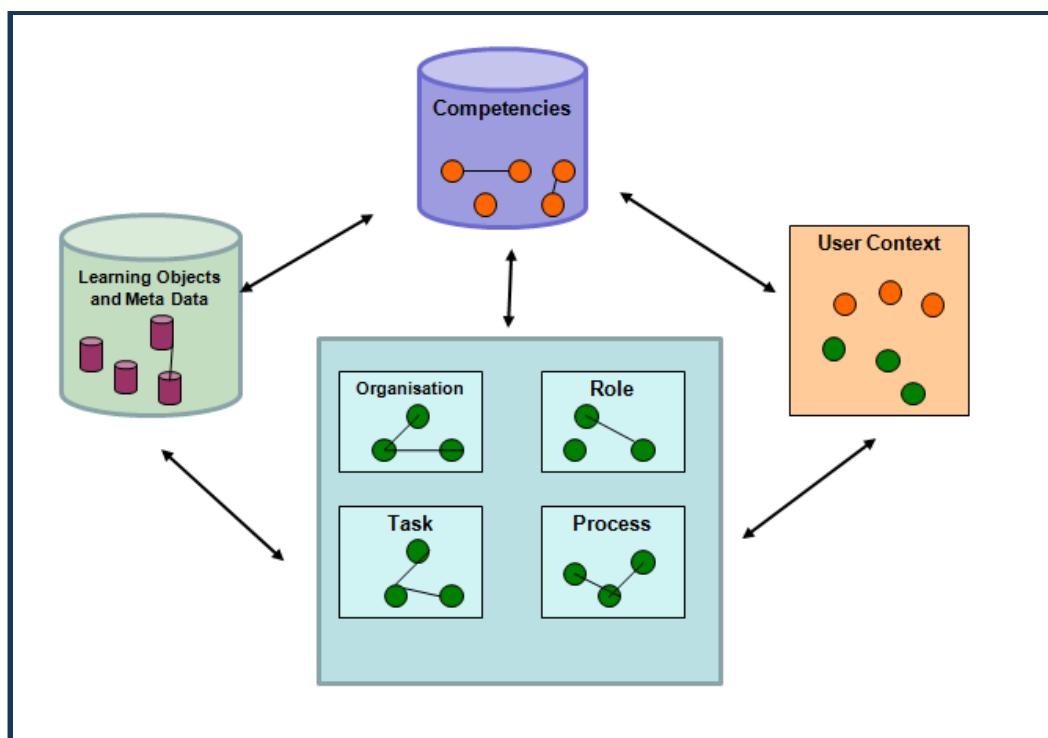 Competencies
Learning Objects
and Meta Data
User Context
Organisation
Role
Task
Process